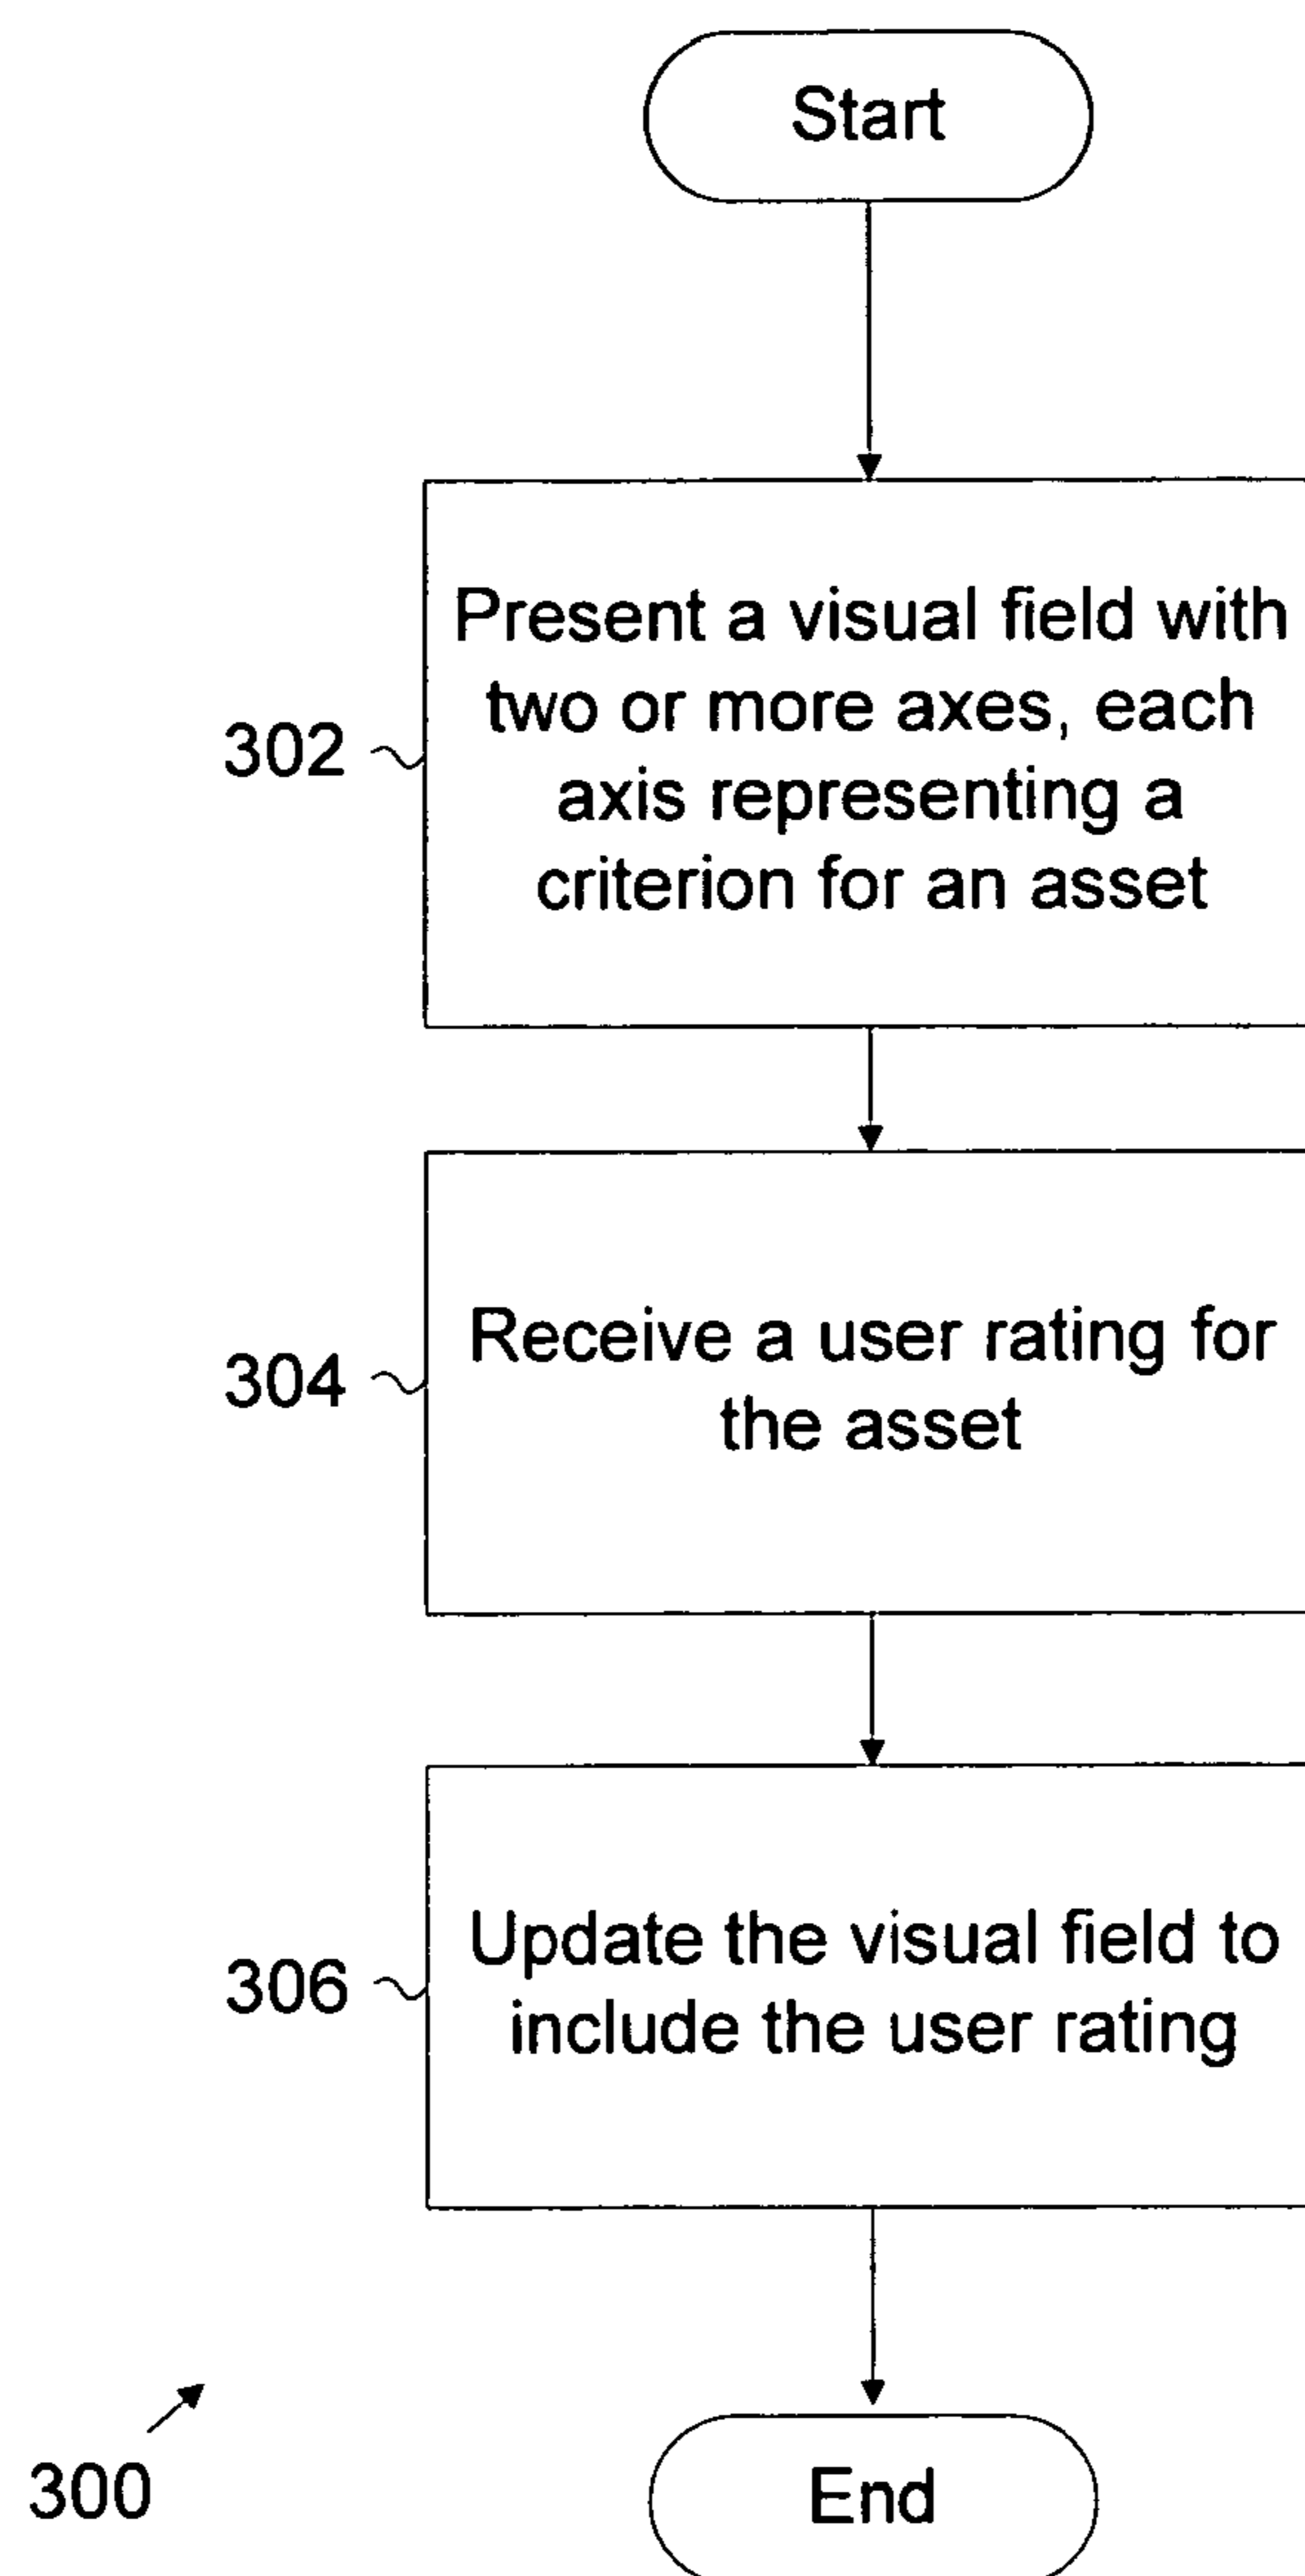 Start
Present a visual field with
two or more axes, each
axis representing a
criterion for an asset
302
Receive a user rating for
the asset
304
Update the visual field to
include the user rating
306
300
End